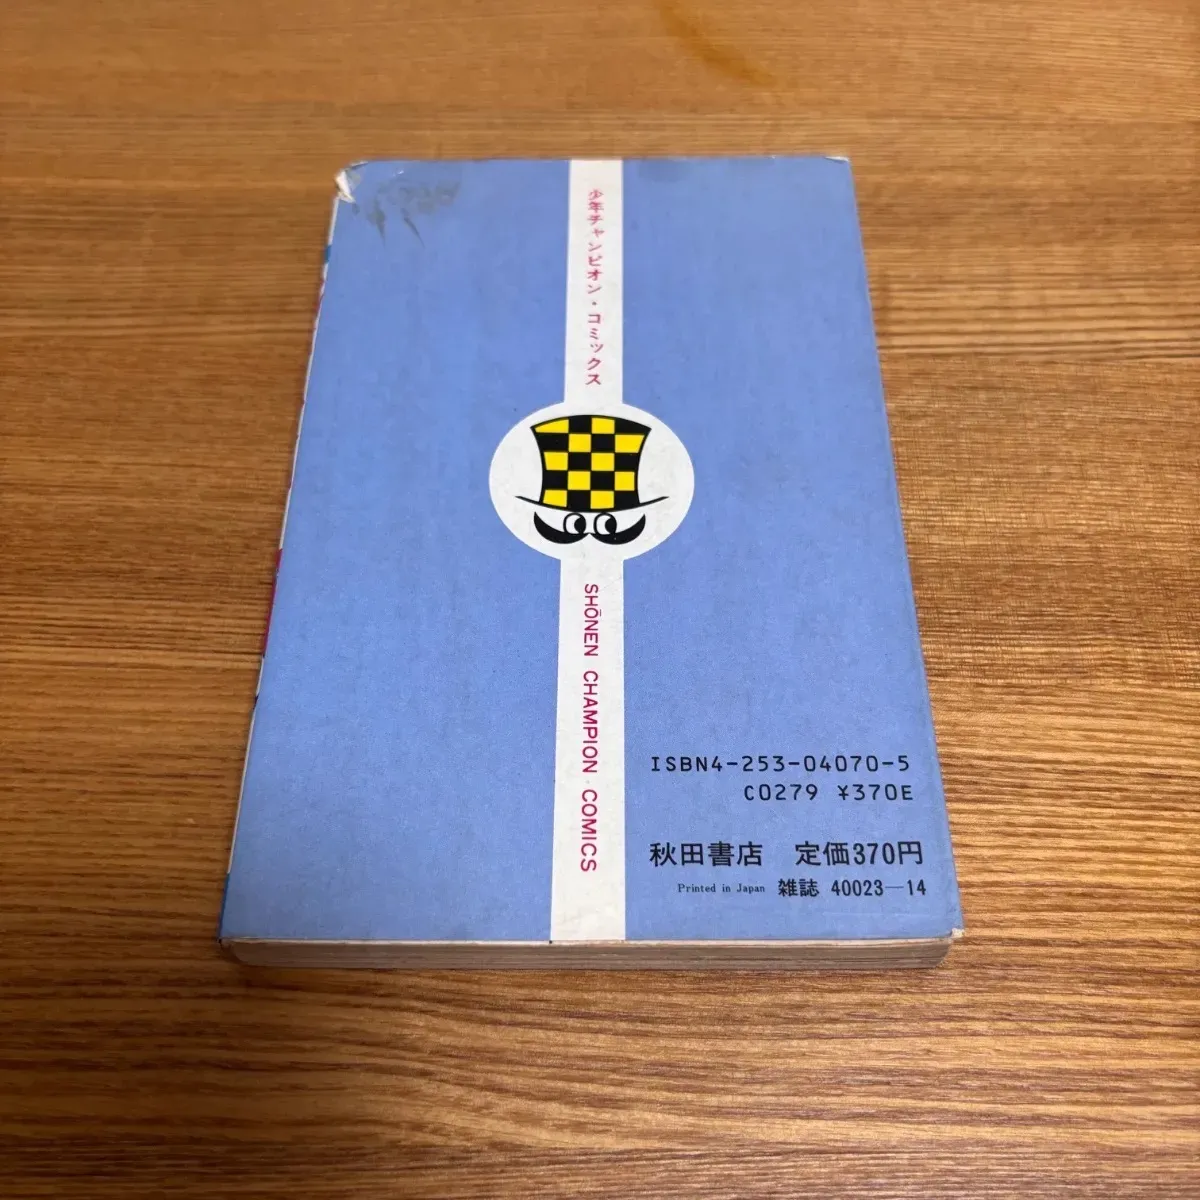 少年チャンピオン・コミックス
SHŌNEN CHAMPION COMICS
ISBN4-253-04070-5
C0279 ¥370E
秋田書店 定価370円
Printed in Japan 雑誌 40023-14